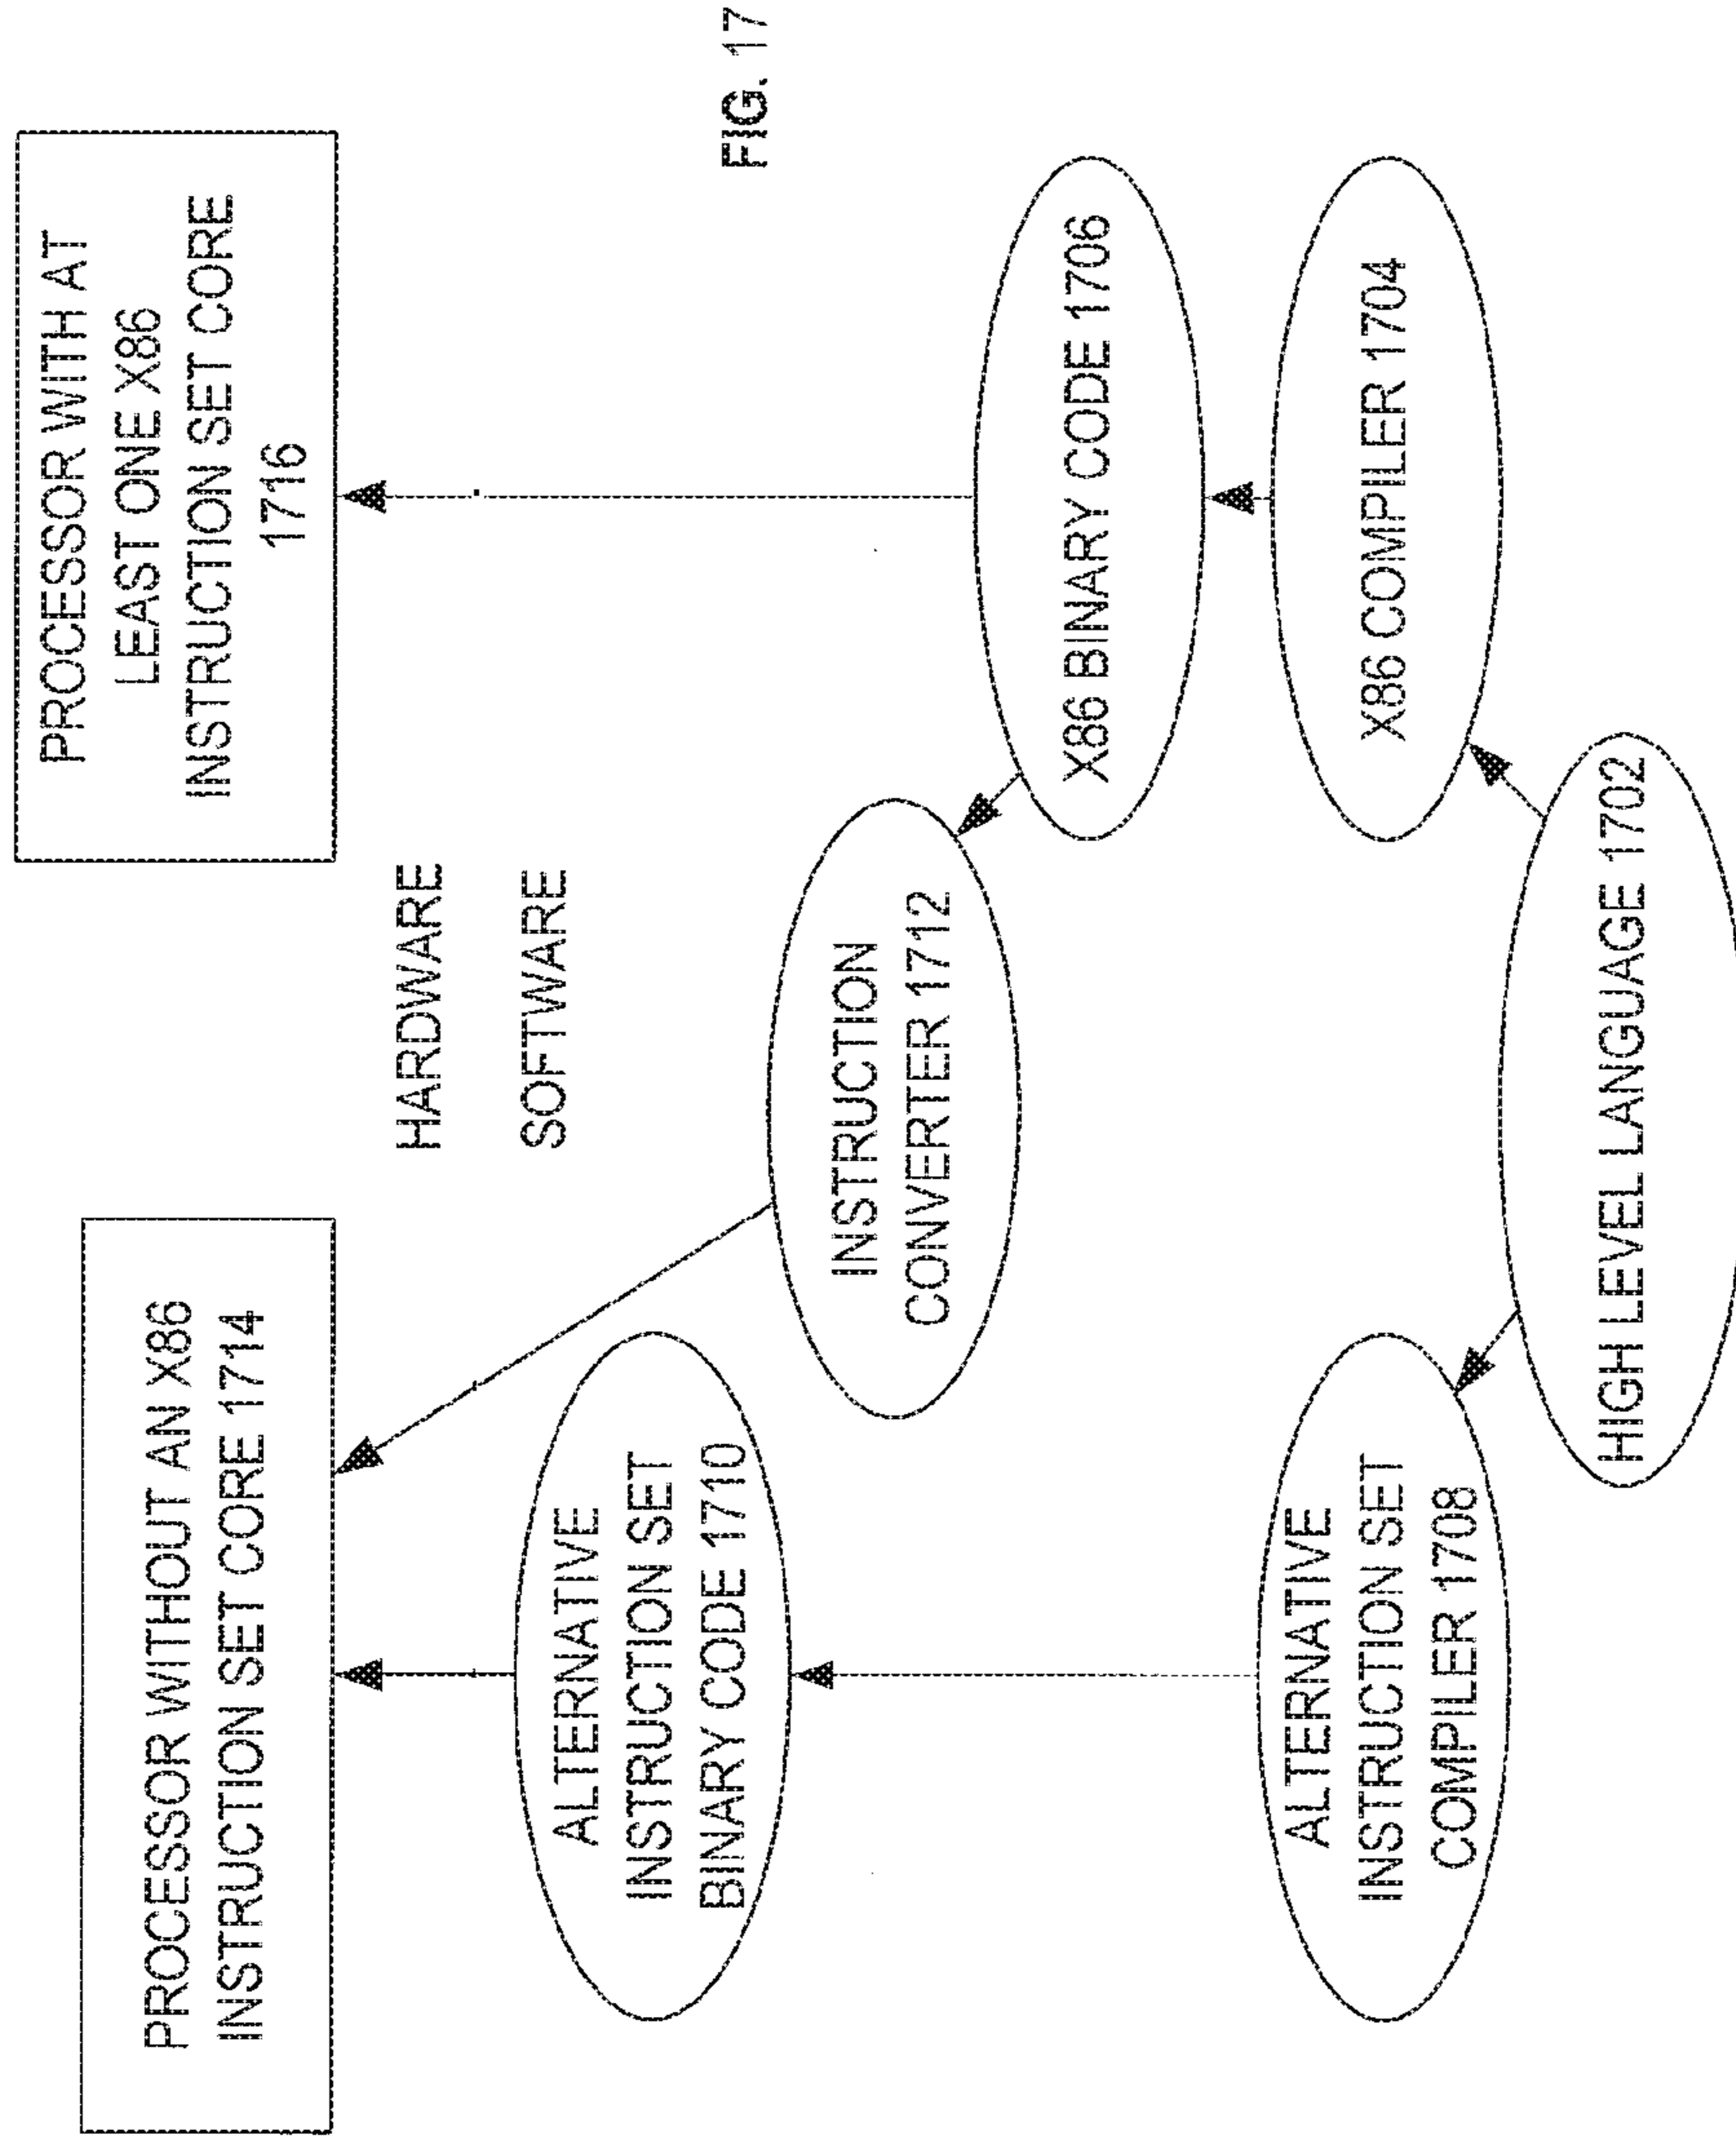 PROCESSOR WITHOUT AN X86
INSTRUCTION SET CORE 1714
PROCESSOR WITH AT
LEAST ONE X86
INSTRUCTION SET CORE
1716
HARDWARE
SOFTWARE
ALTERNATIVE
INSTRUCTION SET
BINARY CODE 1710
INSTRUCTION
CONVERTER 1712
FIG. 17
X86 BINARY CODE 1706
ALTERNATIVE
INSTRUCTION SET
COMPILER 1708
X86 COMPILER 1704
HIGH LEVEL LANGUAGE 1702